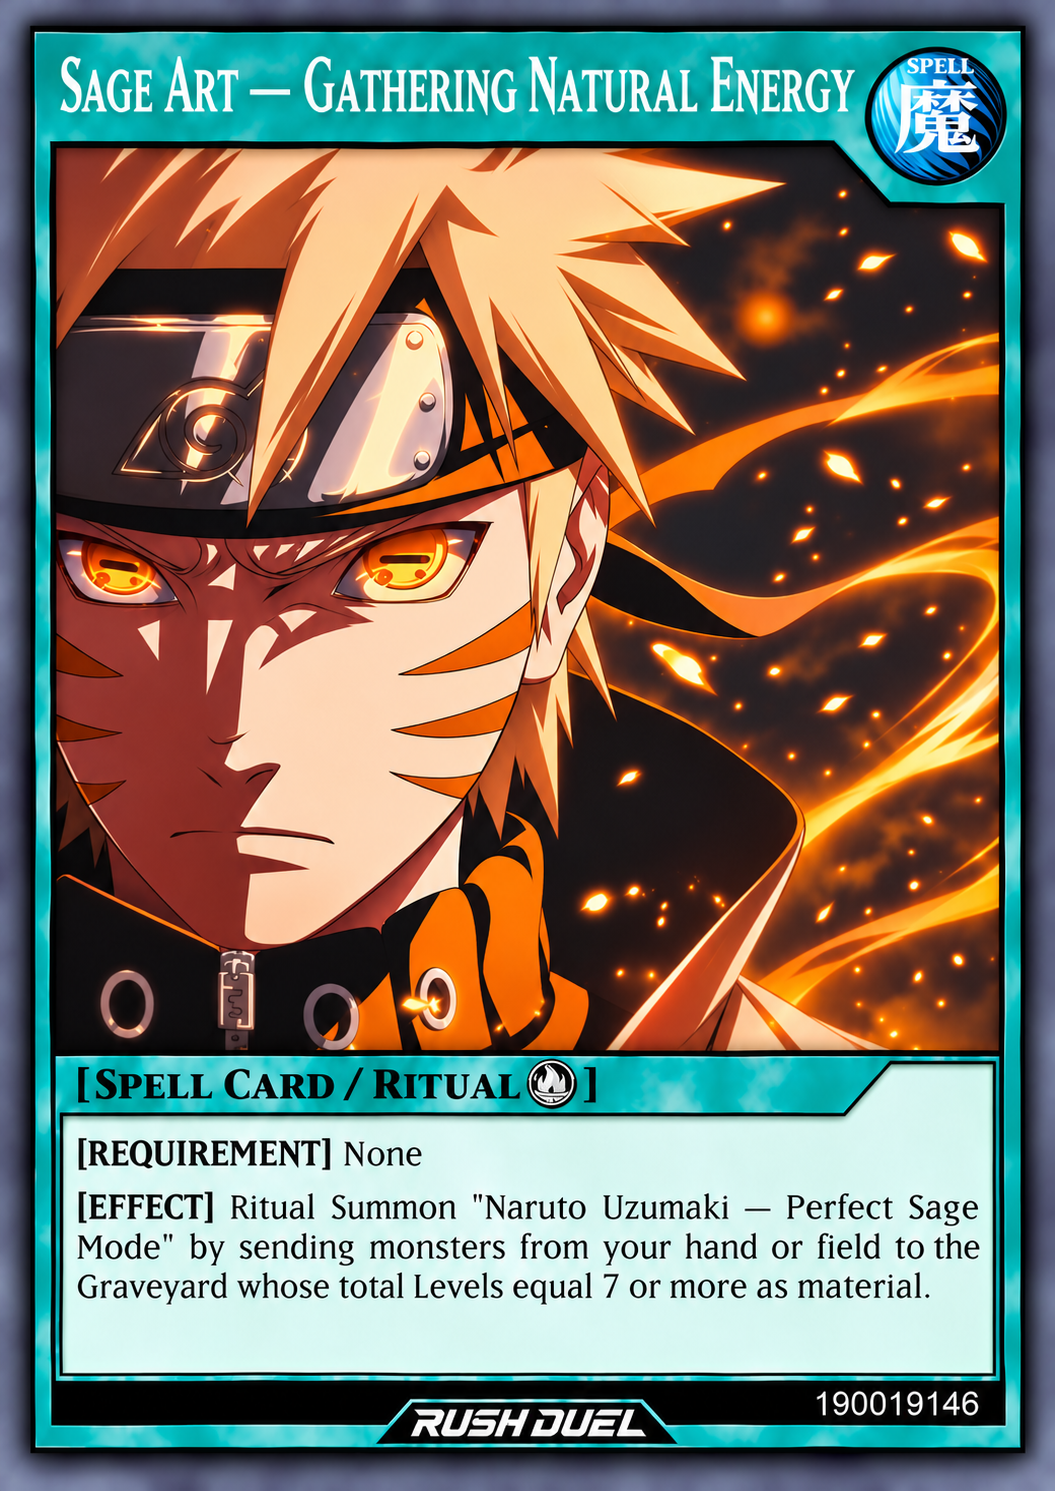 Sage Art — Gathering Natural Energy
SPELL
魔
[Spell Card / Ritual]
[REQUIREMENT] None
[EFFECT] Ritual Summon "Naruto Uzumaki — Perfect Sage
Mode" by sending monsters from your hand or field to the
Graveyard whose total Levels equal 7 or more as material.
190019146
RUSH DUEL